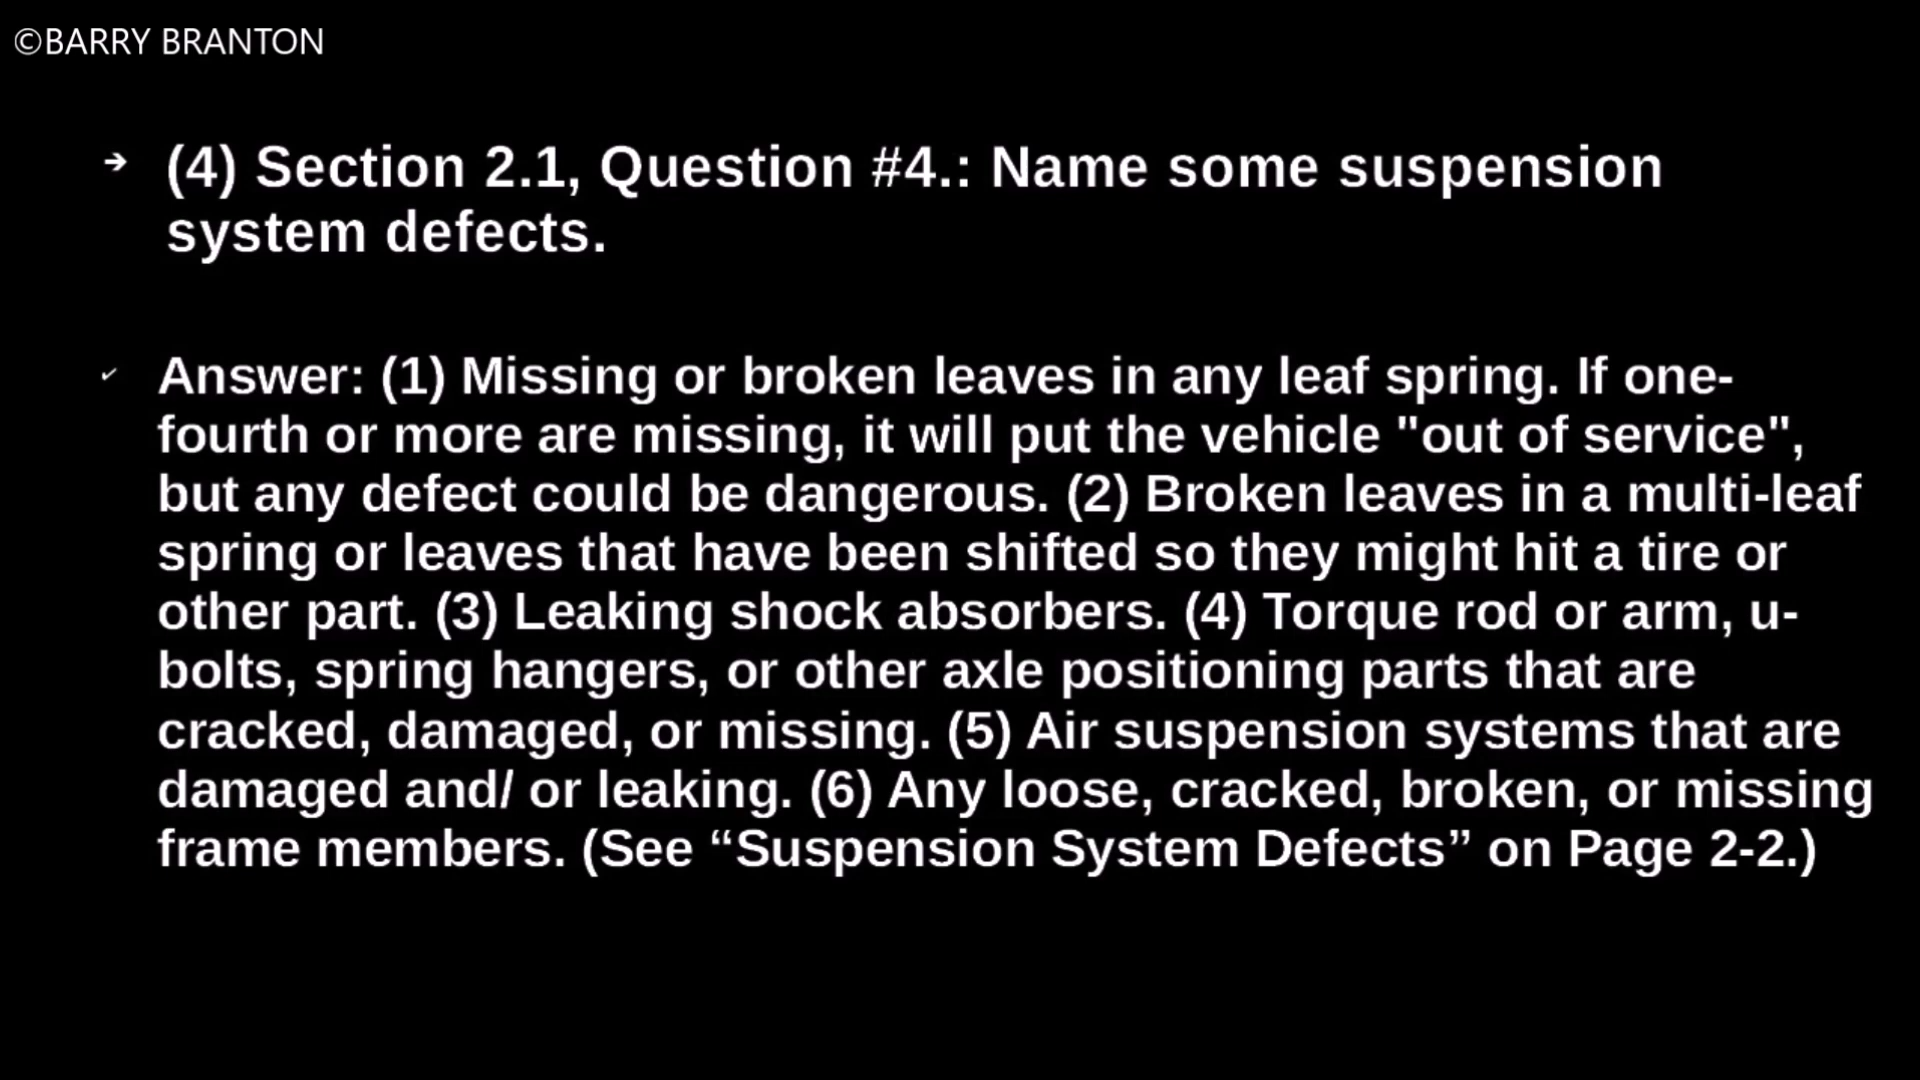 ©BARRY BRANTON
➔ (4) Section 2.1, Question #4.: Name some suspension
system defects.
✓ Answer: (1) Missing or broken leaves in any leaf spring. If one-
fourth or more are missing, it will put the vehicle "out of service",
but any defect could be dangerous. (2) Broken leaves in a multi-leaf
spring or leaves that have been shifted so they might hit a tire or
other part. (3) Leaking shock absorbers. (4) Torque rod or arm, u-
bolts, spring hangers, or other axle positioning parts that are
cracked, damaged, or missing. (5) Air suspension systems that are
damaged and/ or leaking. (6) Any loose, cracked, broken, or missing
frame members. (See “Suspension System Defects” on Page 2-2.)